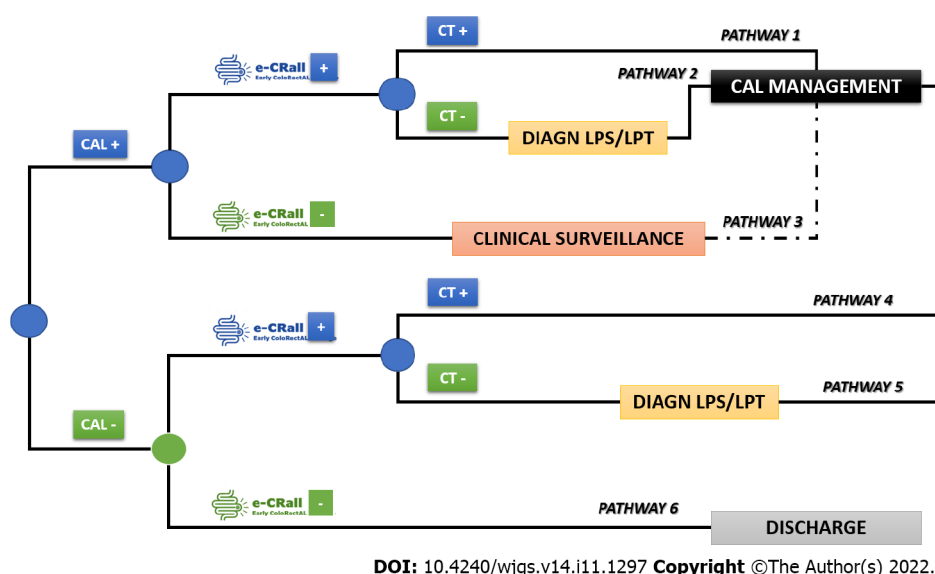 CT +
PATHWAY 1
e-CRall +
Early ColoRectAL
PATHWAY 2
CAL MANAGEMENT
CT -
DIAGN LPS/LPT
CAL +
e-CRall -
Early ColoRectAL
PATHWAY 3
CLINICAL SURVEILLANCE
CT +
PATHWAY 4
e-CRall +
Early ColoRectAL
CT -
PATHWAY 5
DIAGN LPS/LPT
CAL -
e-CRall -
Early ColoRectAL
PATHWAY 6
DISCHARGE
DOI: 10.4240/wjgs.v14.i11.1297 Copyright ©The Author(s) 2022.